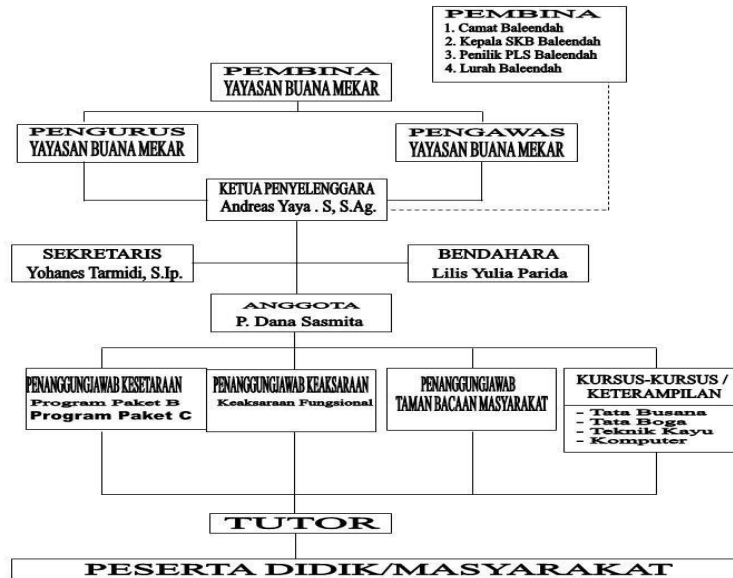 PEMBINA
1. Camat Baleendah
2. Kepala SKB Baleendah
3. Penilik PLS Baleendah
4. Lurah Baleendah
PEMBINA
YAYASAN BUANA MEKAR
PENGURUS
YAYASAN BUANA MEKAR
PENGAWAS
YAYASAN BUANA MEKAR
KETUA PENYELENGGARA
Andreas Yaya . S, S.Ag.
SEKRETARIS
Yohanes Tarmidi, S.Ip.
BENDAHARA
Lilis Yulia Parida
ANGGOTA
P. Dana Sasmita
PENANGGUNGJAWAB KESETARAAN
Program Paket B
Program Paket C
PENANGGUNGJAWAB KEAKSARAAN
Keaksaraan Fungsional
PENANGGUNGJAWAB
TAMAN BACAAN MASYARAKAT
KURSUS-KURSUS /
KETERAMPILAN
- Tata Busana
- Tata Boga
- Teknik Kayu
- Komputer
TUTOR
PESERTA DIDIK/MASYARAKAT